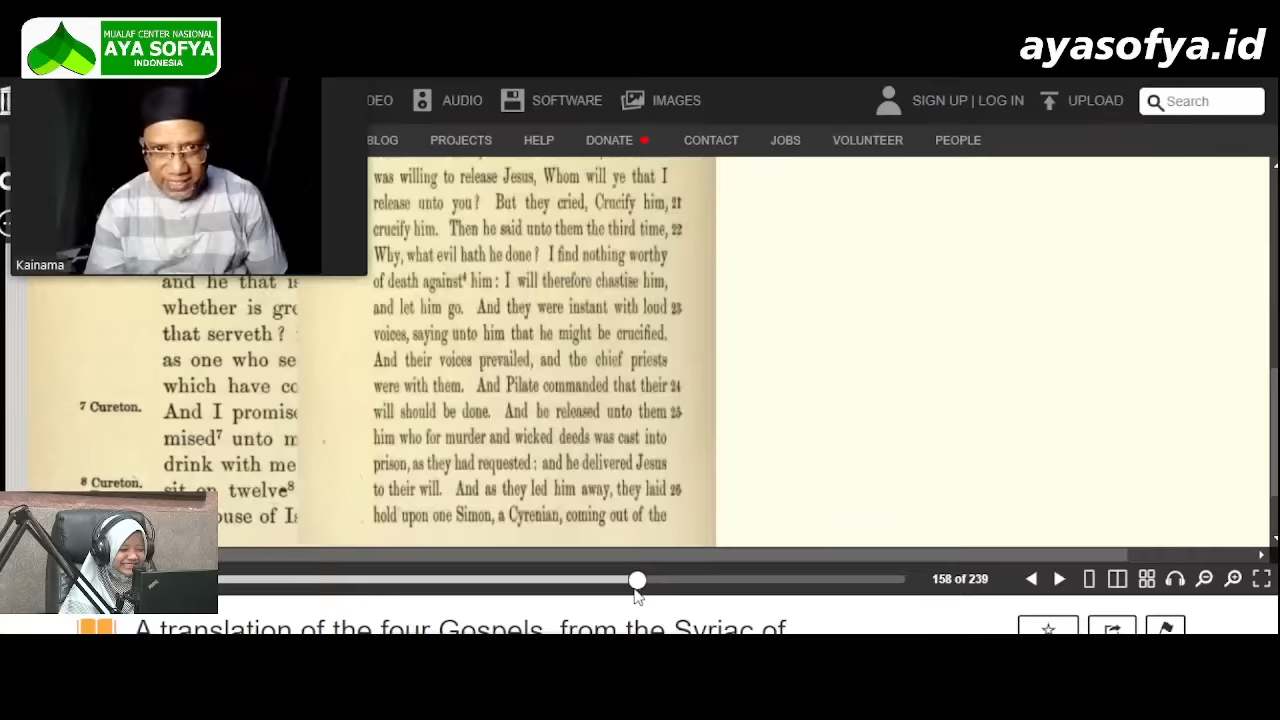 MUALAF CENTER NASIONAL
AYA SOFYA
INDONESIA
ayasofya.id
DEO AUDIO SOFTWARE IMAGES SIGN UP | LOG IN UPLOAD Search
BLOG PROJECTS HELP DONATE CONTACT JOBS VOLUNTEER PEOPLE
Kainama
and he that is
whether is gre
that serveth?
as one who se
which have co
7 Cureton. And I promise
mised7 unto m
drink with me
8 Cureton. sit on twelve8
ouse of Is
was willing to release Jesus, Whom will ye that I
release unto you? But they cried, Crucify him, 21
crucify him. Then he said unto them the third time, 22
Why, what evil hath he done? I find nothing worthy
of death against4 him: I will therefore chastise him,
and let him go. And they were instant with loud 23
voices, saying unto him that he might be crucified.
And their voices prevailed, and the chief priests
were with them. And Pilate commanded that their 24
will should be done. And he released unto them 25
him who for murder and wicked deeds was cast into
prison, as they had requested: and he delivered Jesus
to their will. And as they led him away, they laid 26
hold upon one Simon, a Cyrenian, coming out of the
158 of 239
A translation of the four Gospels, from the Syriac of